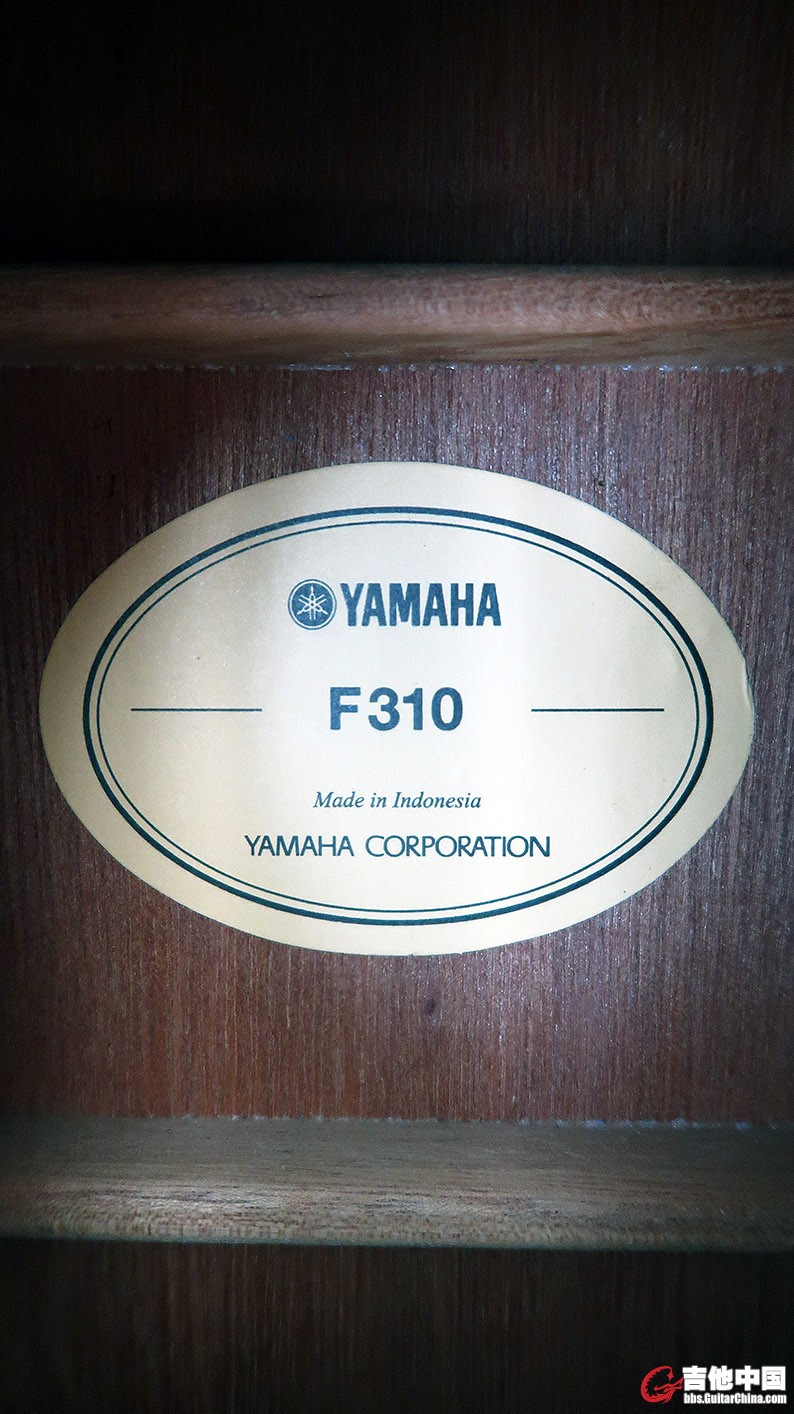 YAMAHA
F310
Made in Indonesia
YAMAHA CORPORATION
吉他中国
bbs.GuitarChina.com